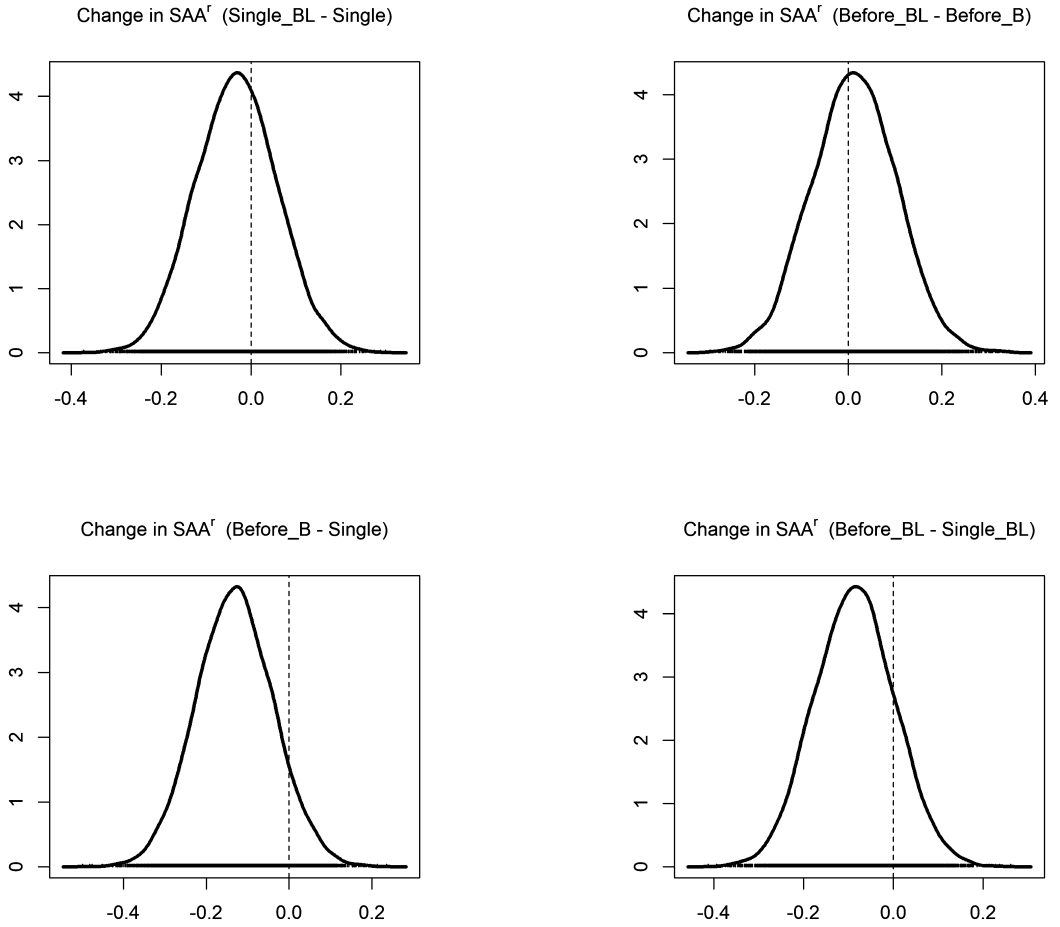 Change in SAA^r (Single_BL - Single)
4
3
2
1
0
-0.4 -0.2 0.0 0.2
Change in SAA^r (Before_BL - Before_B)
4
3
2
1
0
-0.2 0.0 0.2 0.4
Change in SAA^r (Before_B - Single)
4
3
2
1
0
-0.4 -0.2 0.0 0.2
Change in SAA^r (Before_BL - Single_BL)
4
3
2
1
0
-0.4 -0.2 0.0 0.2